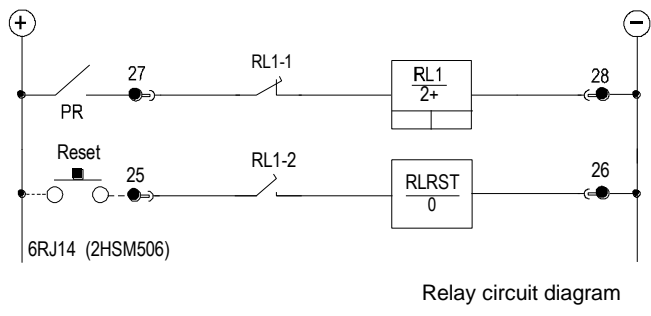 + −
27 RL1-1 RL1 28
2+
PR
Reset
25 RL1-2 RLRST 26
0
6RJ14 (2HSM506)
Relay circuit diagram